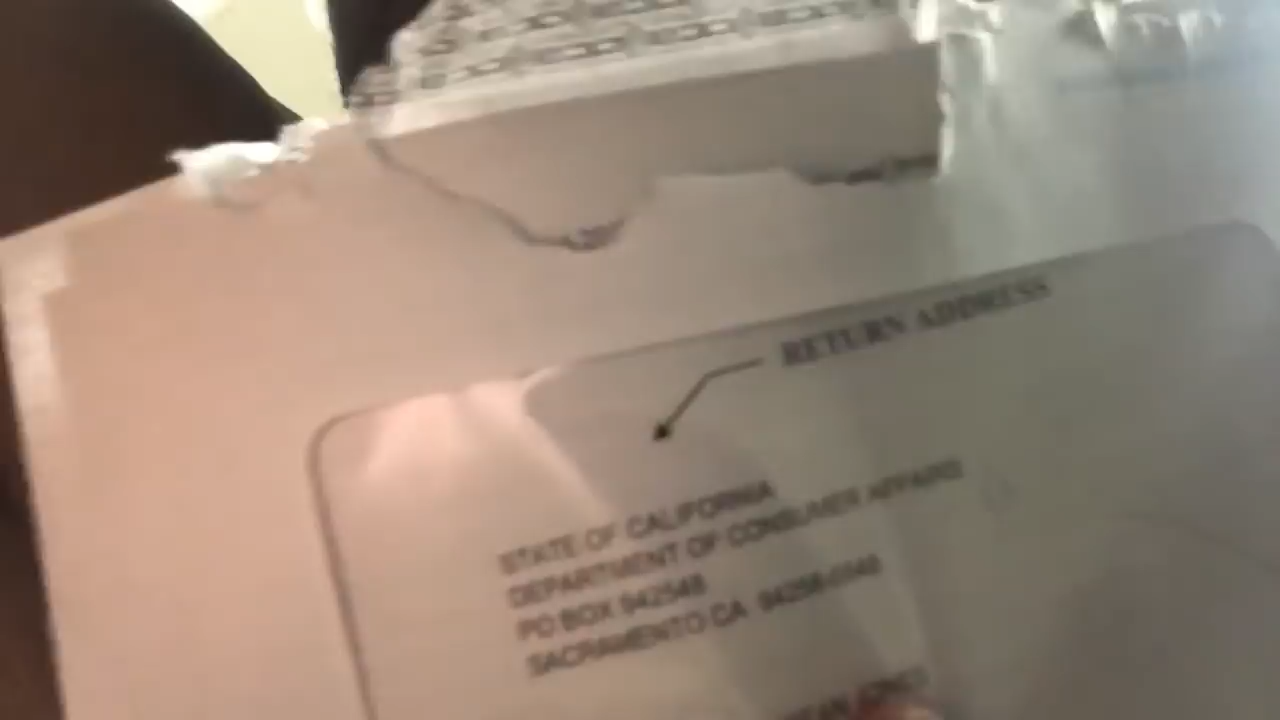 RETURN ADDRESS
STATE OF CALIFORNIA
DEPARTMENT OF CONSUMER AFFAIRS
PO BOX 942548
SACRAMENTO CA